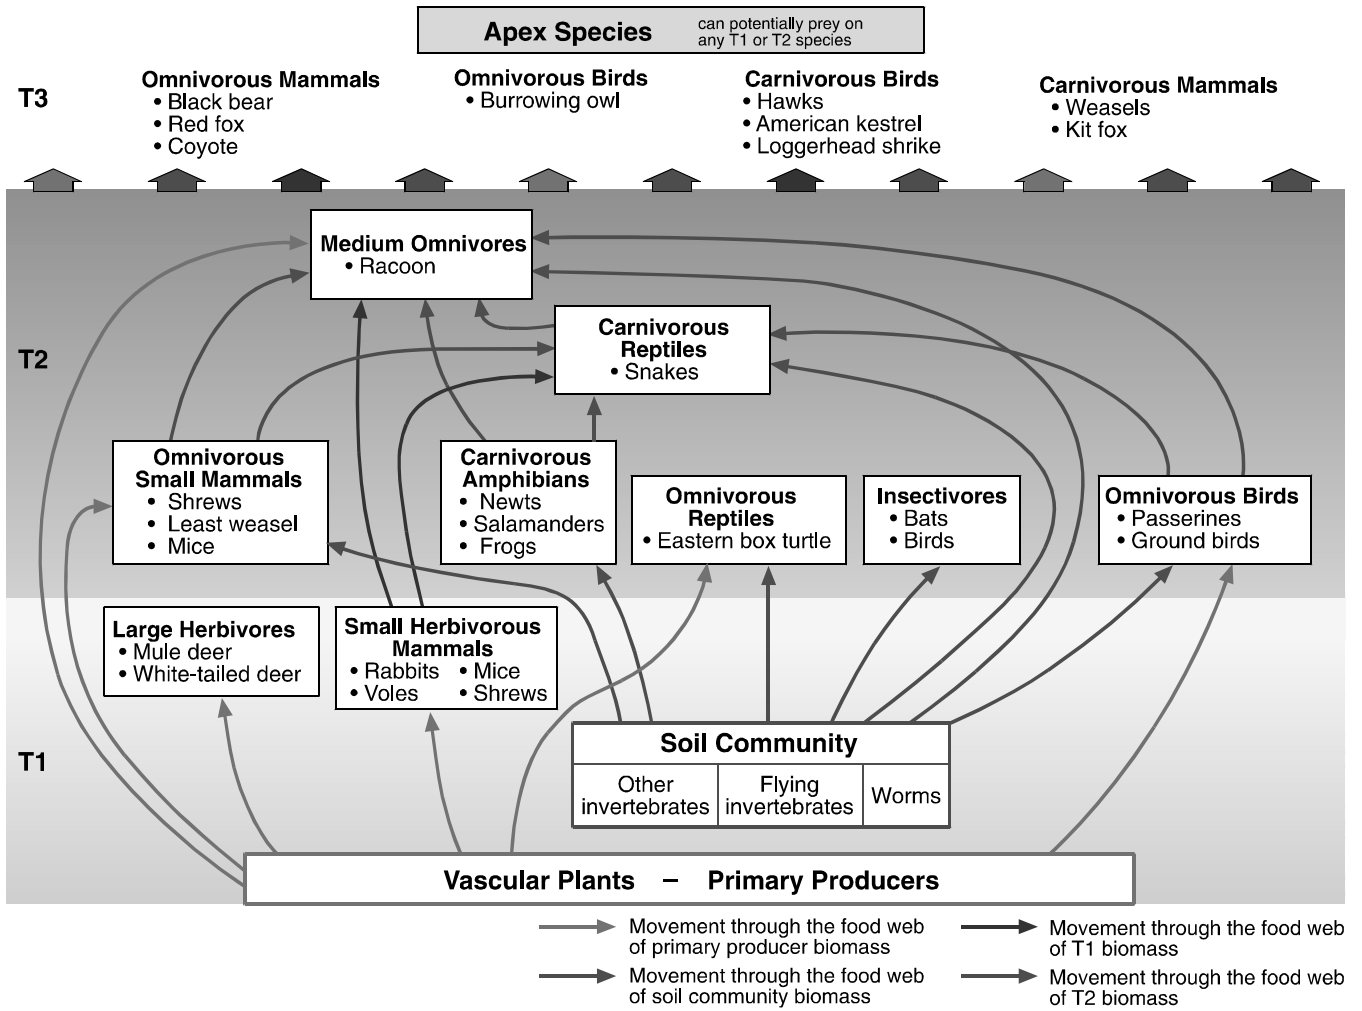 Apex Species
can potentially prey on
any T1 or T2 species
T3
Omnivorous Mammals
• Black bear
• Red fox
• Coyote
Omnivorous Birds
• Burrowing owl
Carnivorous Birds
• Hawks
• American kestrel
• Loggerhead shrike
Carnivorous Mammals
• Weasels
• Kit fox
T2
Medium Omnivores
• Racoon
Carnivorous
Reptiles
• Snakes
Omnivorous
Small Mammals
• Shrews
• Least weasel
• Mice
Carnivorous
Amphibians
• Newts
• Salamanders
• Frogs
Omnivorous
Reptiles
• Eastern box turtle
Insectivores
• Bats
• Birds
Omnivorous Birds
• Passerines
• Ground birds
T1
Large Herbivores
• Mule deer
• White-tailed deer
Small Herbivorous
Mammals
• Rabbits • Mice
• Voles • Shrews
Soil Community
Other
invertebrates
Flying
invertebrates
Worms
Vascular Plants – Primary Producers
Movement through the food web
of primary producer biomass
Movement through the food web
of soil community biomass
Movement through the food web
of T1 biomass
Movement through the food web
of T2 biomass